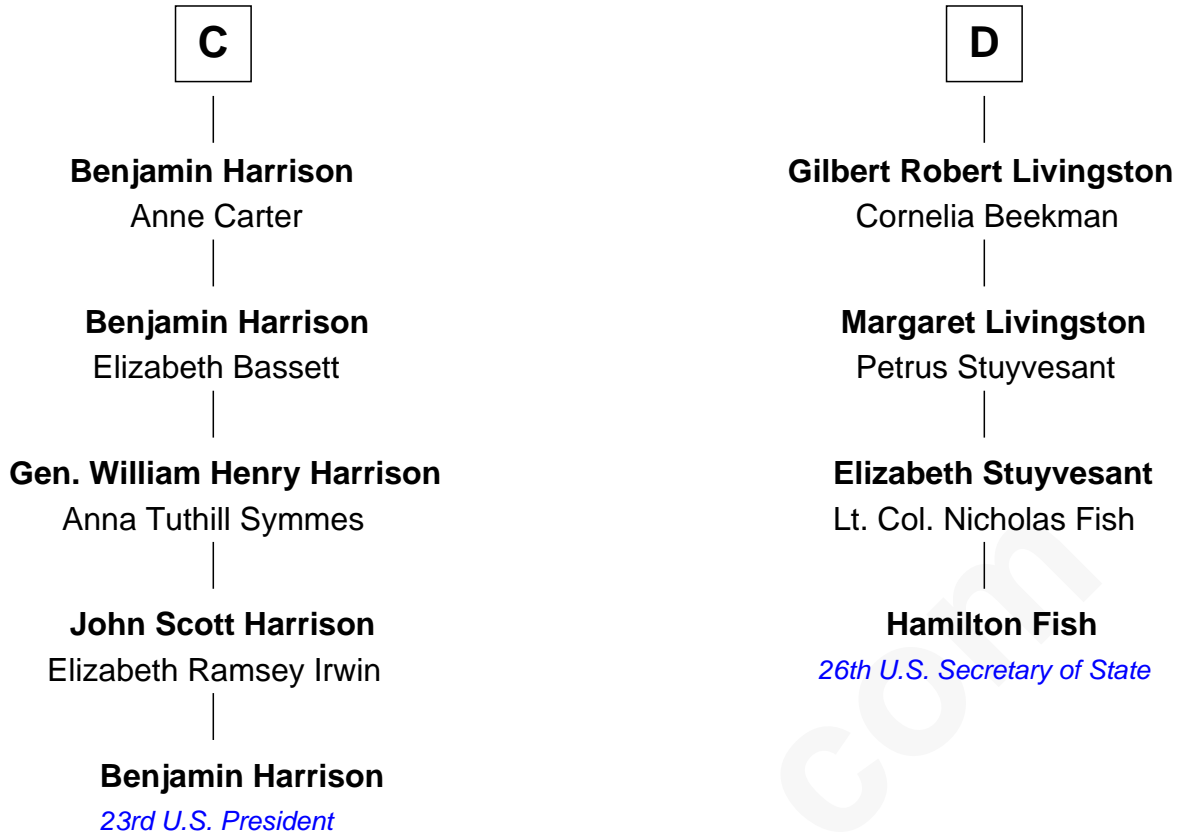 C
Benjamin Harrison
Anne Carter
Benjamin Harrison
Elizabeth Bassett
Gen. William Henry Harrison
Anna Tuthill Symmes
John Scott Harrison
Elizabeth Ramsey Irwin
Benjamin Harrison
23rd U.S. President
D
Gilbert Robert Livingston
Cornelia Beekman
Margaret Livingston
Petrus Stuyvesant
Elizabeth Stuyvesant
Lt. Col. Nicholas Fish
Hamilton Fish
26th U.S. Secretary of State
com